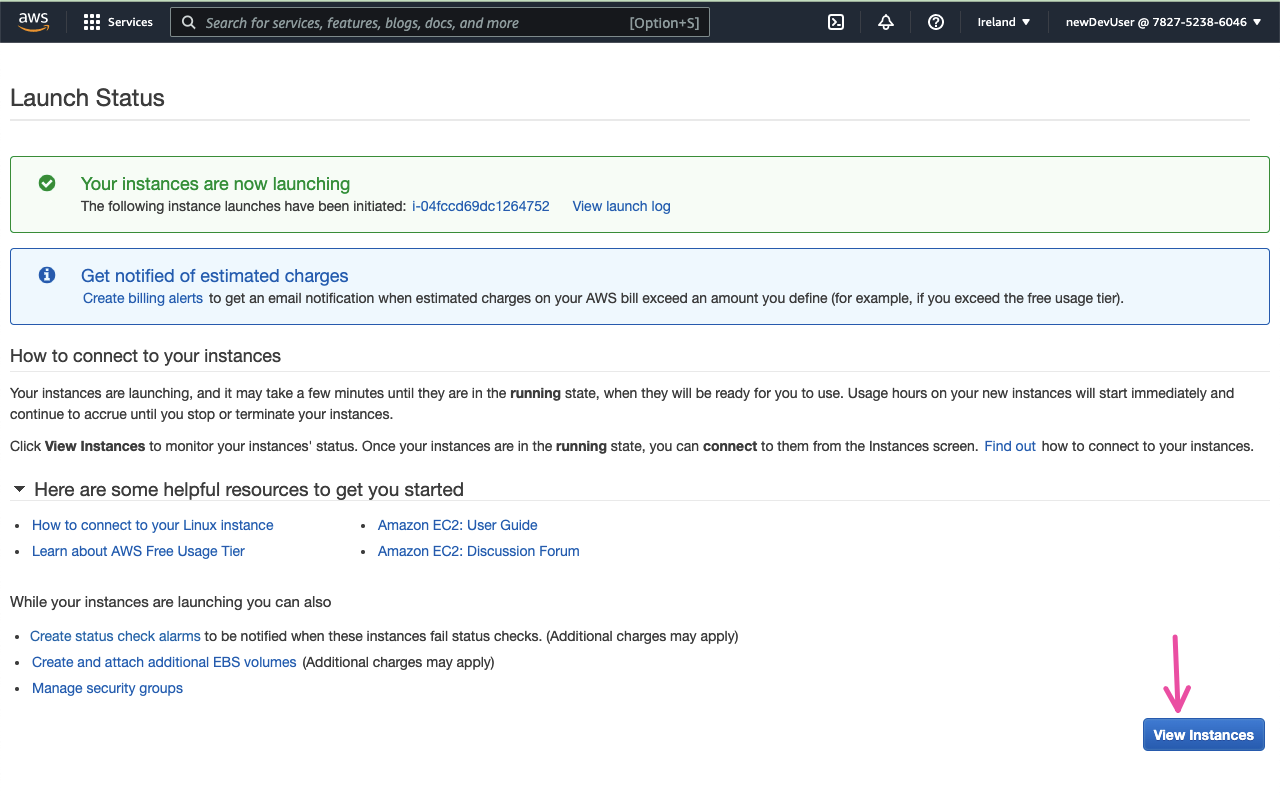 aws Services Search for services, features, blogs, docs, and more [Option+S] Ireland newDevUser @ 7827-5238-6046
Launch Status
Your instances are now launching
The following instance launches have been initiated: i-04fccd69dc1264752 View launch log
Get notified of estimated charges
Create billing alerts to get an email notification when estimated charges on your AWS bill exceed an amount you define (for example, if you exceed the free usage tier).
How to connect to your instances
Your instances are launching, and it may take a few minutes until they are in the running state, when they will be ready for you to use. Usage hours on your new instances will start immediately and
continue to accrue until you stop or terminate your instances.
Click View Instances to monitor your instances' status. Once your instances are in the running state, you can connect to them from the Instances screen. Find out how to connect to your instances.
Here are some helpful resources to get you started
• How to connect to your Linux instance • Amazon EC2: User Guide
• Learn about AWS Free Usage Tier • Amazon EC2: Discussion Forum
While your instances are launching you can also
• Create status check alarms to be notified when these instances fail status checks. (Additional charges may apply)
• Create and attach additional EBS volumes (Additional charges may apply)
• Manage security groups
View Instances